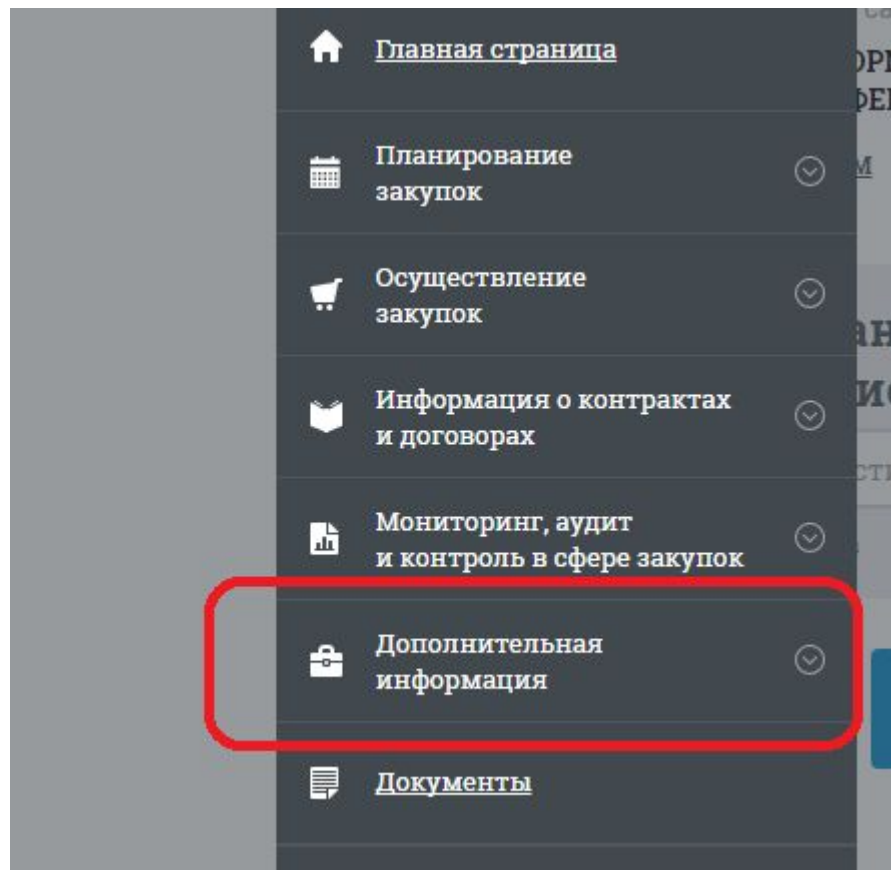 Главная страница
Планирование
закупок
Осуществление
закупок
Информация о контрактах
и договорах
Мониторинг, аудит
и контроль в сфере закупок
Дополнительная
информация
Документы